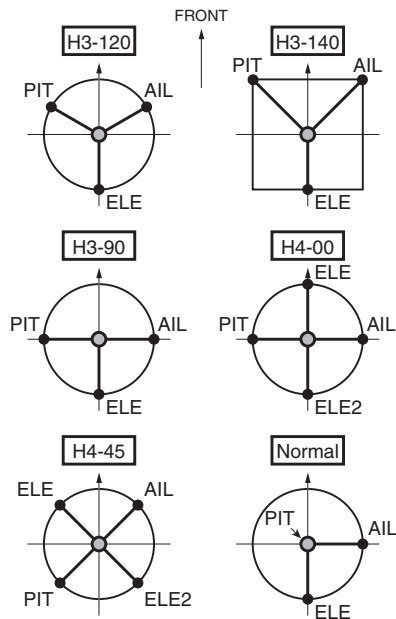 FRONT
H3-120
PIT AIL
ELE
H3-140
PIT AIL
ELE
H3-90
PIT AIL
ELE
H4-00
ELE
PIT AIL
ELE2
H4-45
ELE AIL
PIT ELE2
Normal
PIT
AIL
ELE